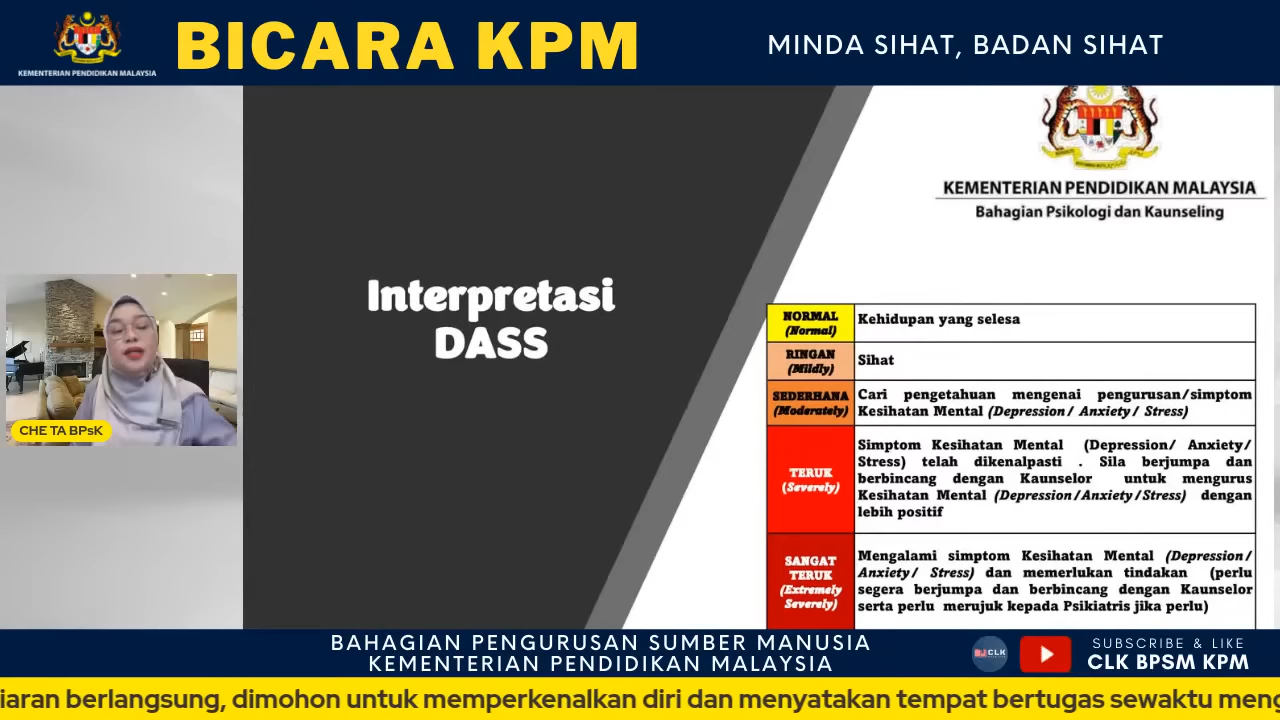 KEMENTERIAN PENDIDIKAN MALAYSIA
BICARA KPM
MINDA SIHAT, BADAN SIHAT
KEMENTERIAN PENDIDIKAN MALAYSIA
Bahagian Psikologi dan Kaunseling
Interpretasi
DASS
CHE TA BPsK
NORMAL
(Normal)
Kehidupan yang selesa
RINGAN
(Mildly)
Sihat
SEDERHANA
(Moderately)
Cari pengetahuan mengenai pengurusan/simptom
Kesihatan Mental (Depression/ Anxiety/ Stress)
TERUK
(Severely)
Simptom Kesihatan Mental (Depression/ Anxiety/
Stress) telah dikenalpasti . Sila berjumpa dan
berbincang dengan Kaunselor untuk mengurus
Kesihatan Mental (Depression/Anxiety/Stress) dengan
lebih positif
SANGAT
TERUK
(Extremely
Severely)
Mengalami simptom Kesihatan Mental (Depression/
Anxiety/ Stress) dan memerlukan tindakan (perlu
segera berjumpa dan berbincang dengan Kaunselor
serta perlu merujuk kepada Psikiatris jika perlu)
BAHAGIAN PENGURUSAN SUMBER MANUSIA
KEMENTERIAN PENDIDIKAN MALAYSIA
CLK
SUBSCRIBE & LIKE
CLK BPSM KPM
iaran berlangsung, dimohon untuk memperkenalkan diri dan menyatakan tempat bertugas sewaktu meng